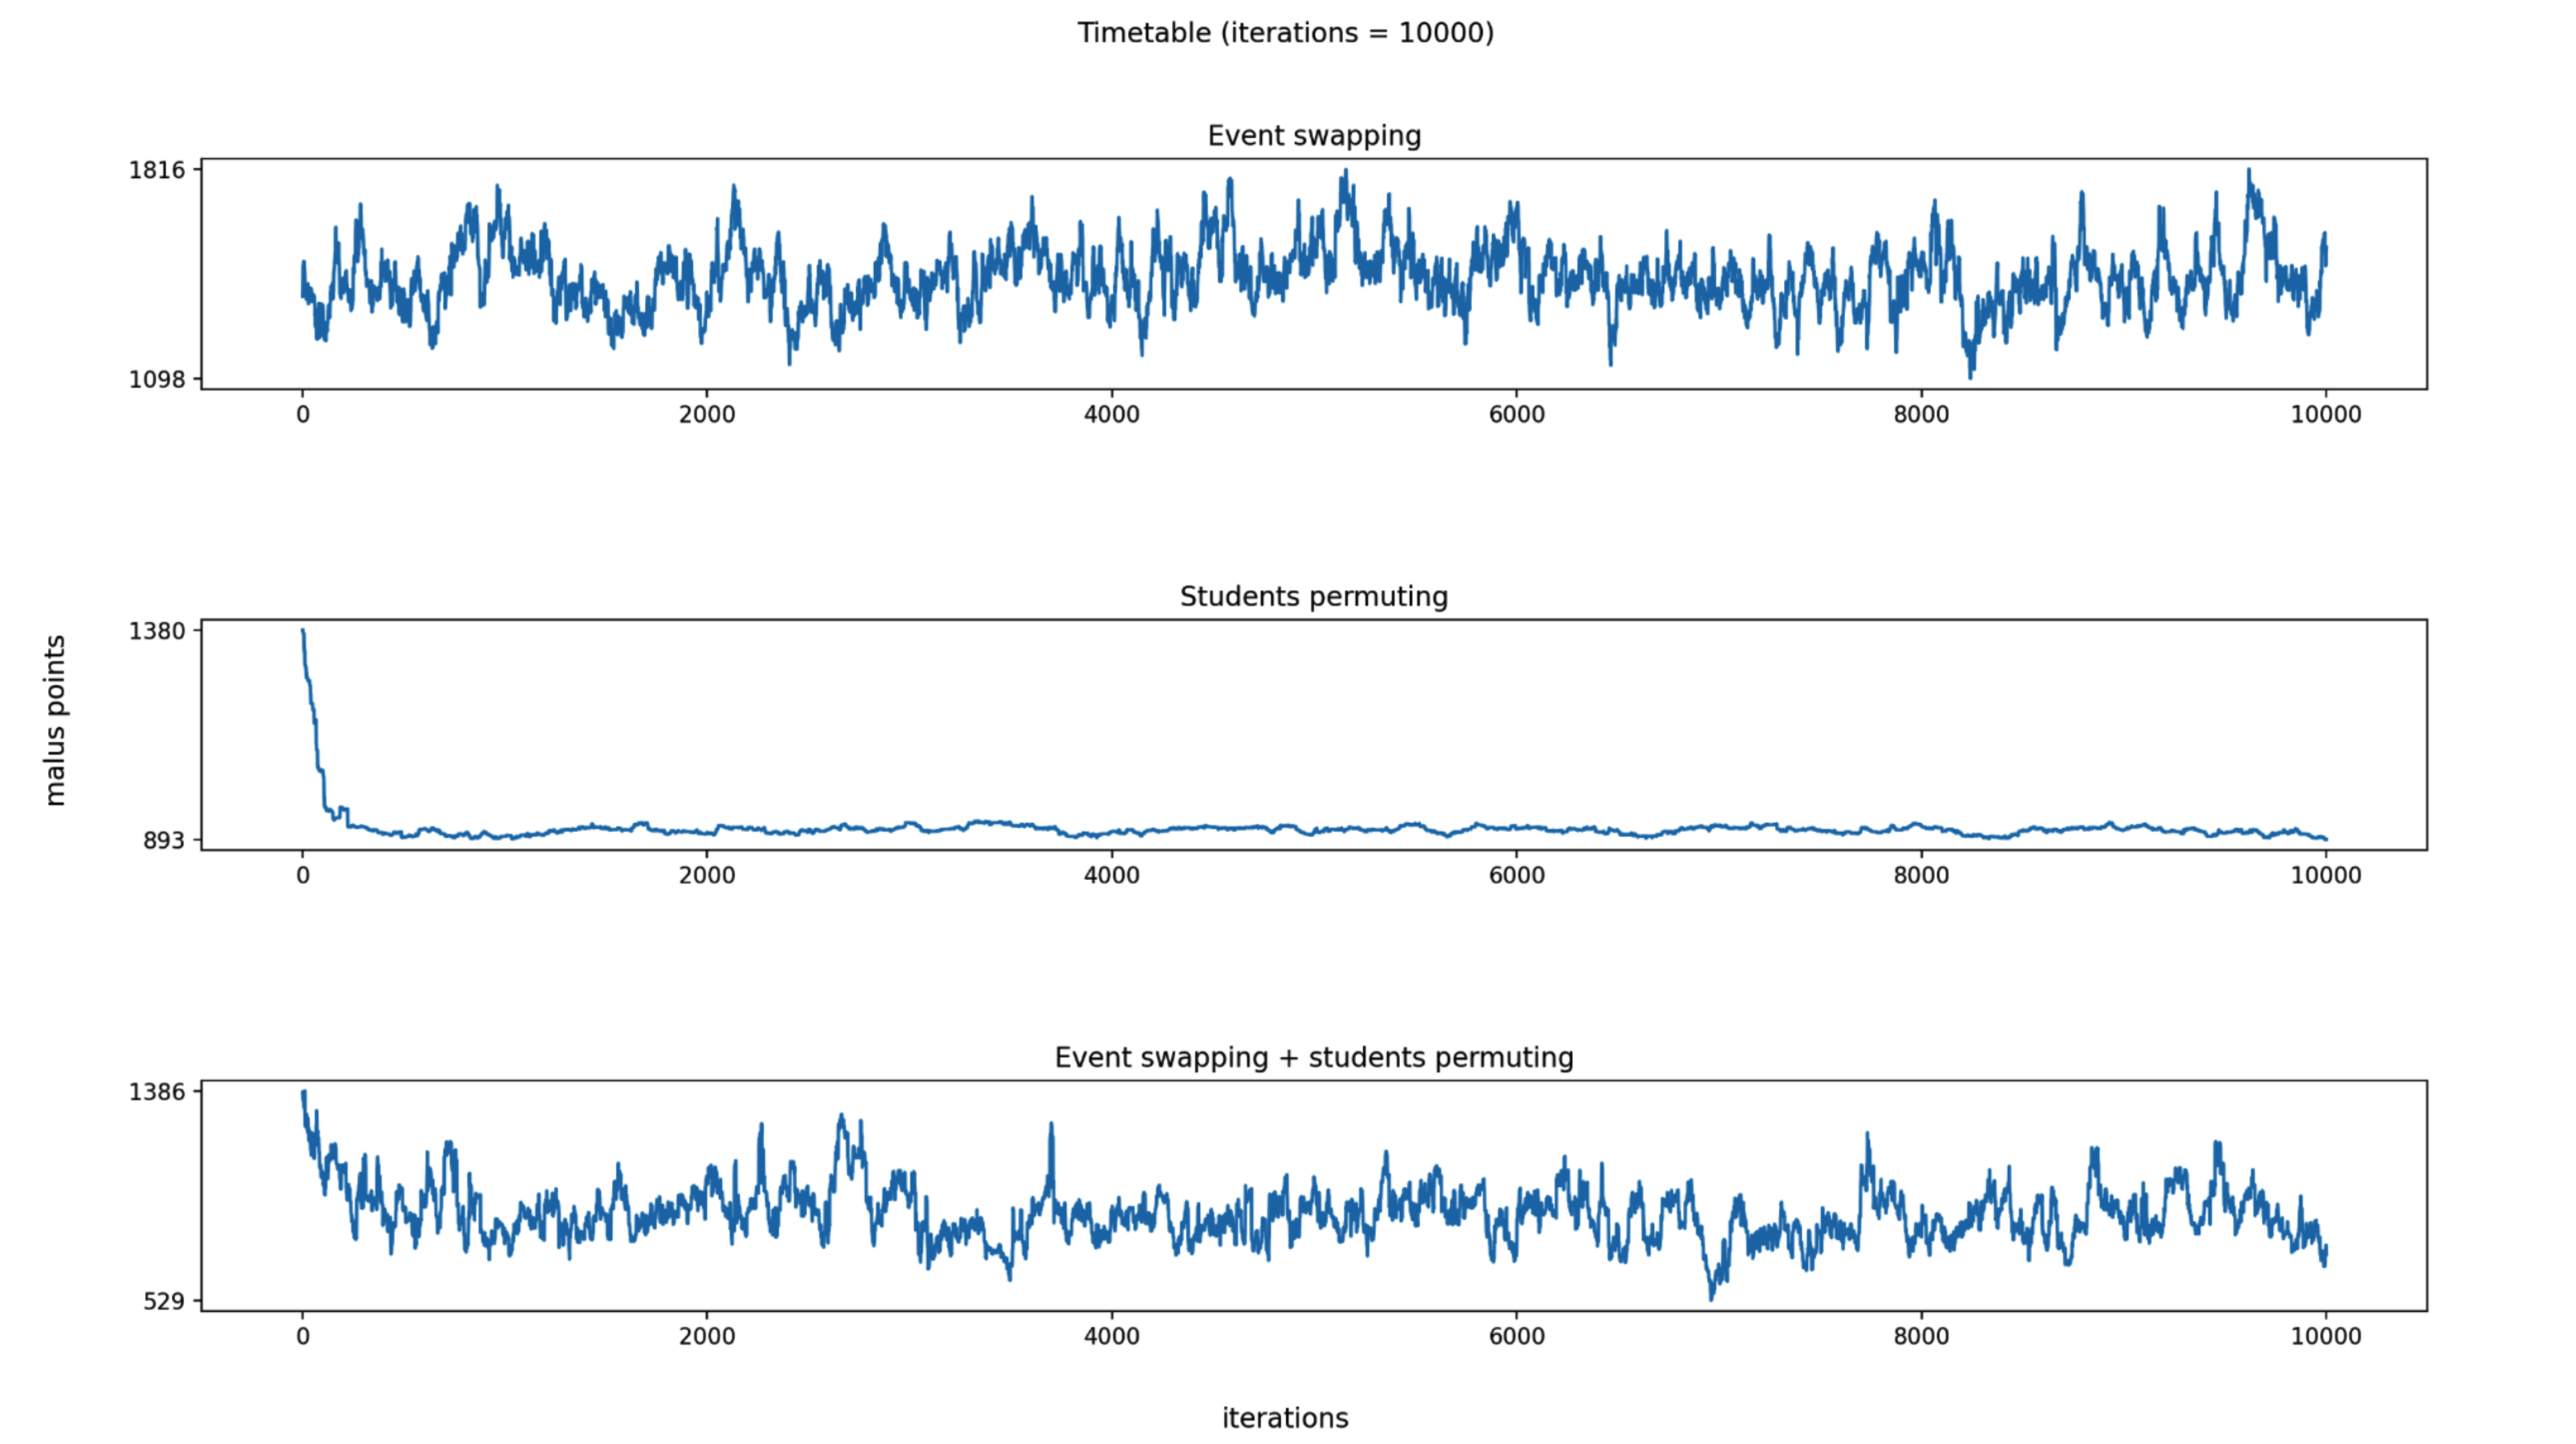 Timetable (iterations = 10000)
Event swapping
1816
1098
0 2000 4000 6000 8000 10000
Students permuting
malus points
1380
893
0 2000 4000 6000 8000 10000
Event swapping + students permuting
1386
529
0 2000 4000 6000 8000 10000
iterations